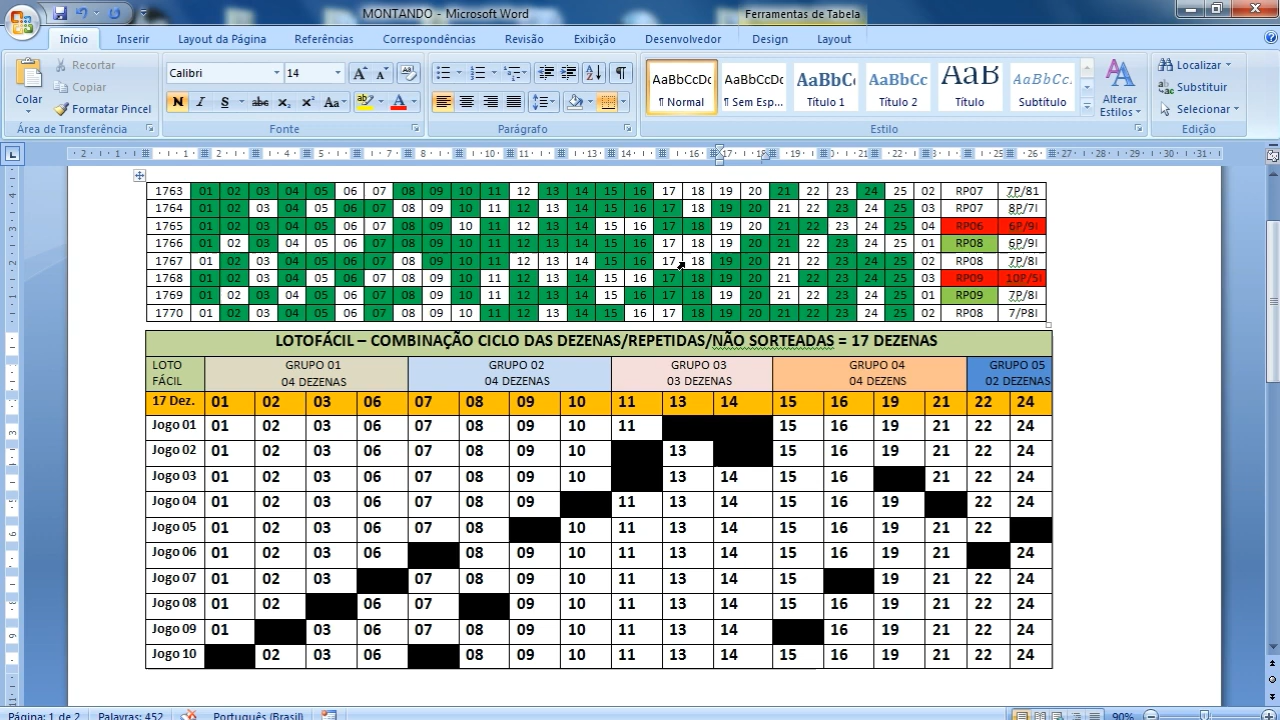 MONTANDO - Microsoft Word Ferramentas de Tabela
Início Inserir Layout da Página Referências Correspondências Revisão Exibição Desenvolvedor Design Layout
Colar
Recortar
Copiar
Formatar Pincel
Área de Transferência
Calibri 14
Fonte
Parágrafo
AaBbCcDc AaBbCcDc AaBbC AaBbCc AaB AaBbCc.
¶ Normal ¶ Sem Esp... Título 1 Título 2 Título Subtítulo
Alterar Estilos
Estilo
Localizar
Substituir
Selecionar
Edição
1763 01 02 03 04 05 06 07 08 09 10 11 12 13 14 15 16 17 18 19 20 21 22 23 24 25 02 RP07 7P/8I
1764 01 02 03 04 05 06 07 08 09 10 11 12 13 14 15 16 17 18 19 20 21 22 23 24 25 03 RP07 8P/7I
1765 01 02 03 04 05 06 07 08 09 10 11 12 13 14 15 16 17 18 19 20 21 22 23 24 25 04 RP06 6P/9I
1766 01 02 03 04 05 06 07 08 09 10 11 12 13 14 15 16 17 18 19 20 21 22 23 24 25 01 RP08 6P/9I
1767 01 02 03 04 05 06 07 08 09 10 11 12 13 14 15 16 17 18 19 20 21 22 23 24 25 02 RP08 7P/8I
1768 01 02 03 04 05 06 07 08 09 10 11 12 13 14 15 16 17 18 19 20 21 22 23 24 25 03 RP09 10P/5I
1769 01 02 03 04 05 06 07 08 09 10 11 12 13 14 15 16 17 18 19 20 21 22 23 24 25 01 RP09 7P/8I
1770 01 02 03 04 05 06 07 08 09 10 11 12 13 14 15 16 17 18 19 20 21 22 23 24 25 02 RP08 7/P8I
LOTOFÁCIL – COMBINAÇÃO CICLO DAS DEZENAS/REPETIDAS/NÃO SORTEADAS = 17 DEZENAS
LOTO GRUPO 01 GRUPO 02 GRUPO 03 GRUPO 04 GRUPO 05
FÁCIL 04 DEZENAS 04 DEZENAS 03 DEZENAS 04 DEZENS 02 DEZENAS
17 Dez. 01 02 03 06 07 08 09 10 11 13 14 15 16 19 21 22 24
Jogo 01 01 02 03 06 07 08 09 10 11 15 16 19 21 22 24
Jogo 02 01 02 03 06 07 08 09 10 13 15 16 19 21 22 24
Jogo 03 01 02 03 06 07 08 09 10 13 14 15 16 21 22 24
Jogo 04 01 02 03 06 07 08 09 11 13 14 15 16 19 22 24
Jogo 05 01 02 03 06 07 08 10 11 13 14 15 16 19 21 22
Jogo 06 01 02 03 06 08 09 10 11 13 14 15 16 19 21 24
Jogo 07 01 02 03 07 08 09 10 11 13 14 15 19 21 22 24
Jogo 08 01 02 06 07 09 10 11 13 14 15 16 19 21 22 24
Jogo 09 01 03 06 07 08 09 10 11 13 14 16 19 21 22 24
Jogo 10 02 03 06 08 09 10 11 13 14 15 16 19 21 22 24
Página: 1 de 2 Palavras: 452 Português (Brasil) 90%